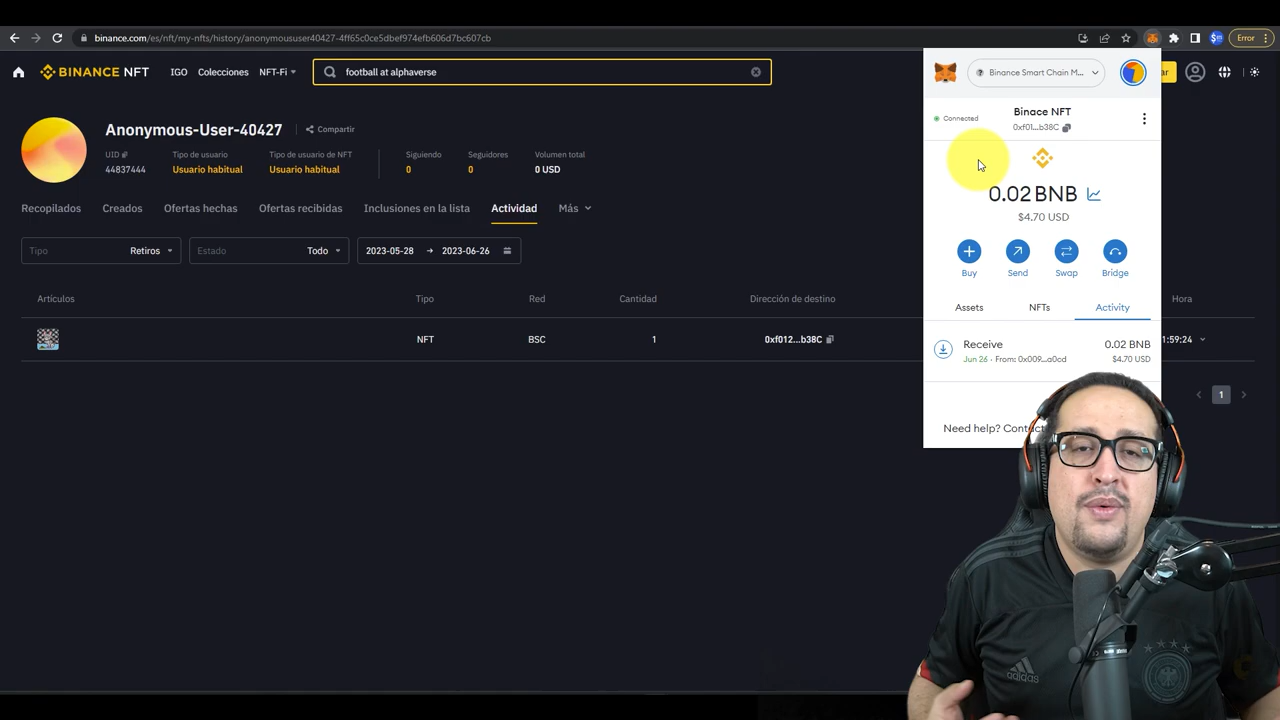 binance.com/es/nft/my-nfts/history/anonymoususer40427-4ff65c0ce5dbef974efb606d7bc607cb
Error
BINANCE NFT
IGO
Colecciones
NFT-Fi
football at alphaverse
ar
Anonymous-User-40427
Compartir
UID
44837444
Tipo de usuario
Usuario habitual
Tipo de usuario de NFT
Usuario habitual
Siguiendo
0
Seguidores
0
Volumen total
0 USD
Recopilados
Creados
Ofertas hechas
Ofertas recibidas
Inclusiones en la lista
Actividad
Más
Tipo
Retiros
Estado
Todo
2023-05-28 → 2023-06-26
Artículos
Tipo
Red
Cantidad
Dirección de destino
Hora
NFT
BSC
1
0xf012...b38C
1:59:24
1
Binance Smart Chain M...
Connected
Binace NFT
0xf01...b38C
0.02 BNB
$4.70 USD
Buy
Send
Swap
Bridge
Assets
NFTs
Activity
Receive
0.02 BNB
Jun 26 · From: 0x009...a0cd
$4.70 USD
Need help? Contact
adidas